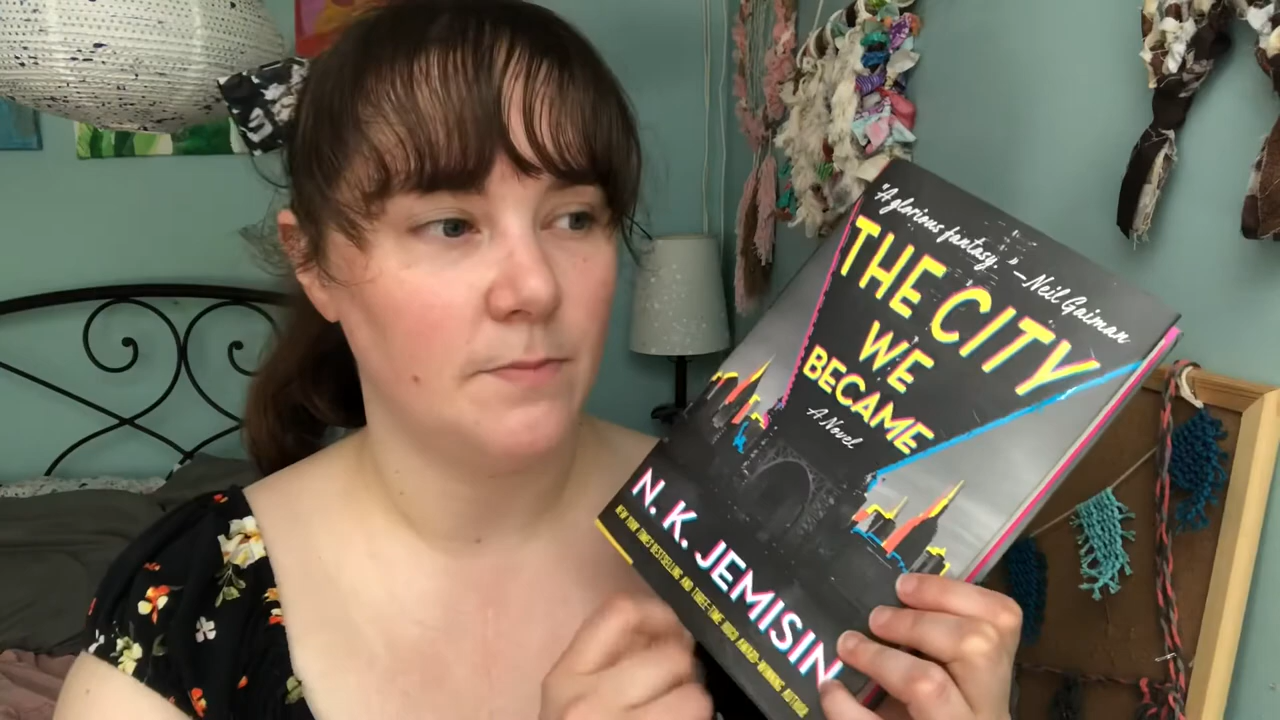 "A glorious fantasy." —Neil Gaiman
THE CITY
WE
BECAME
A Novel
N. K. JEMISIN
NEW YORK TIMES BESTSELLING AND THREE-TIME HUGO AWARD-WINNING AUTHOR